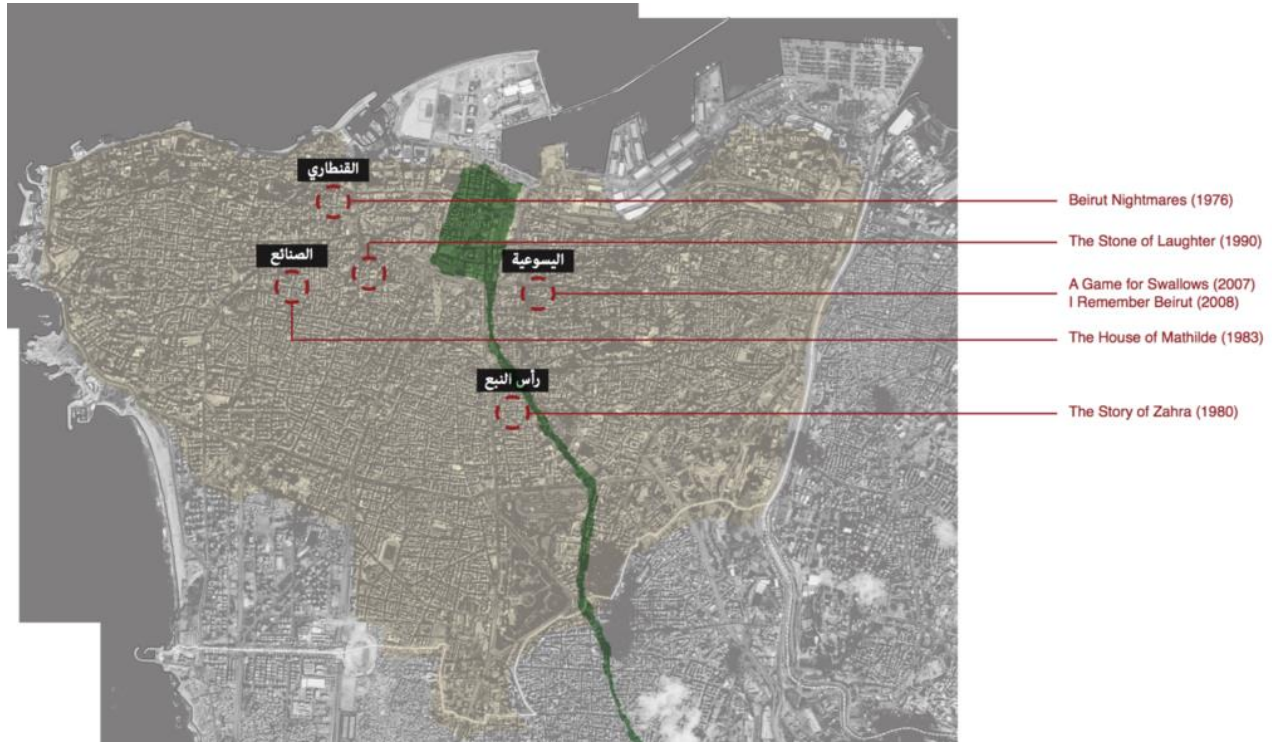 القنطاري
الصنائع
اليسوعية
رأس النبع
Beirut Nightmares (1976)
The Stone of Laughter (1990)
A Game for Swallows (2007)
I Remember Beirut (2008)
The House of Mathilde (1983)
The Story of Zahra (1980)